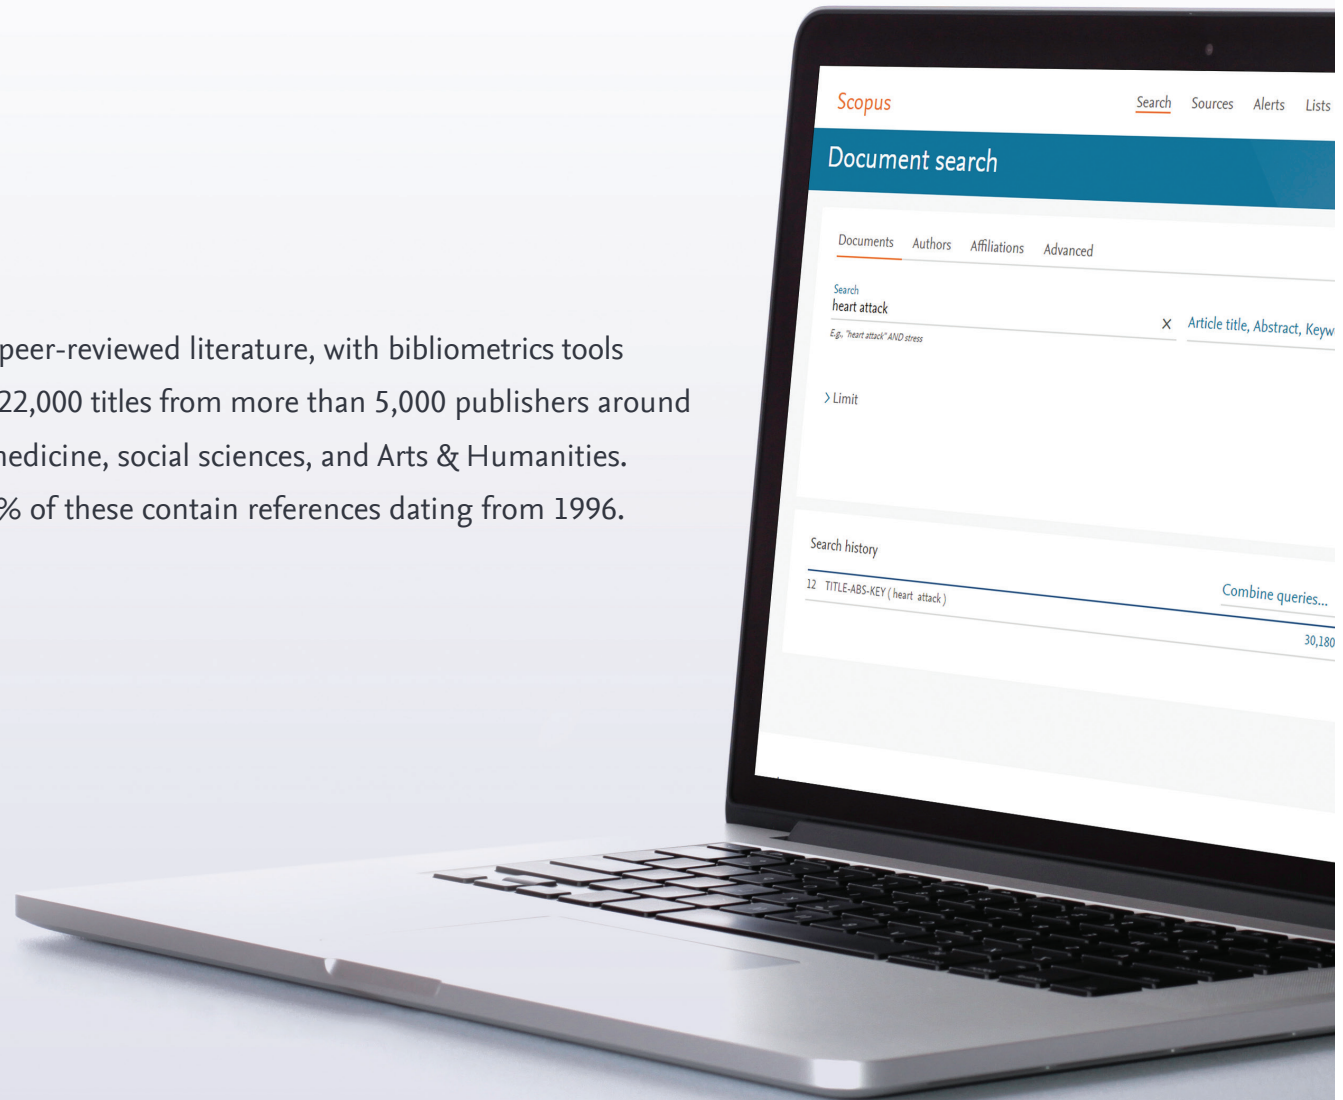 peer-reviewed literature, with bibliometrics tools
22,000 titles from more than 5,000 publishers around
medicine, social sciences, and Arts & Humanities.
% of these contain references dating from 1996.
Scopus
Search Sources Alerts Lists
Document search
Documents Authors Affiliations Advanced
Search
heart attack
X Article title, Abstract, Keyw
E.g., "heart attack" AND stress
> Limit
Search history
Combine queries...
12 TITLE-ABS-KEY ( heart attack )
30,180